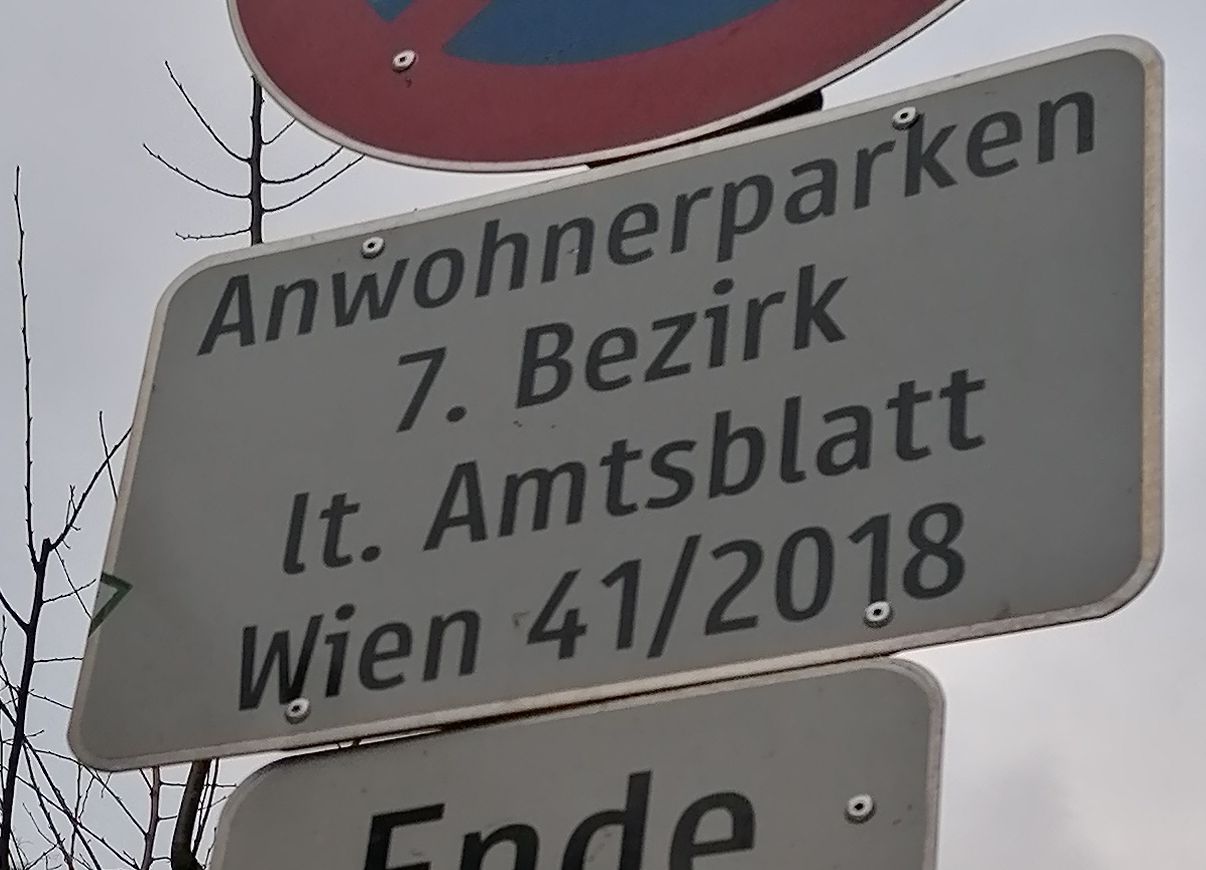 Anwohnerparken
7. Bezirk
lt. Amtsblatt
Wien 41/2018
Ende